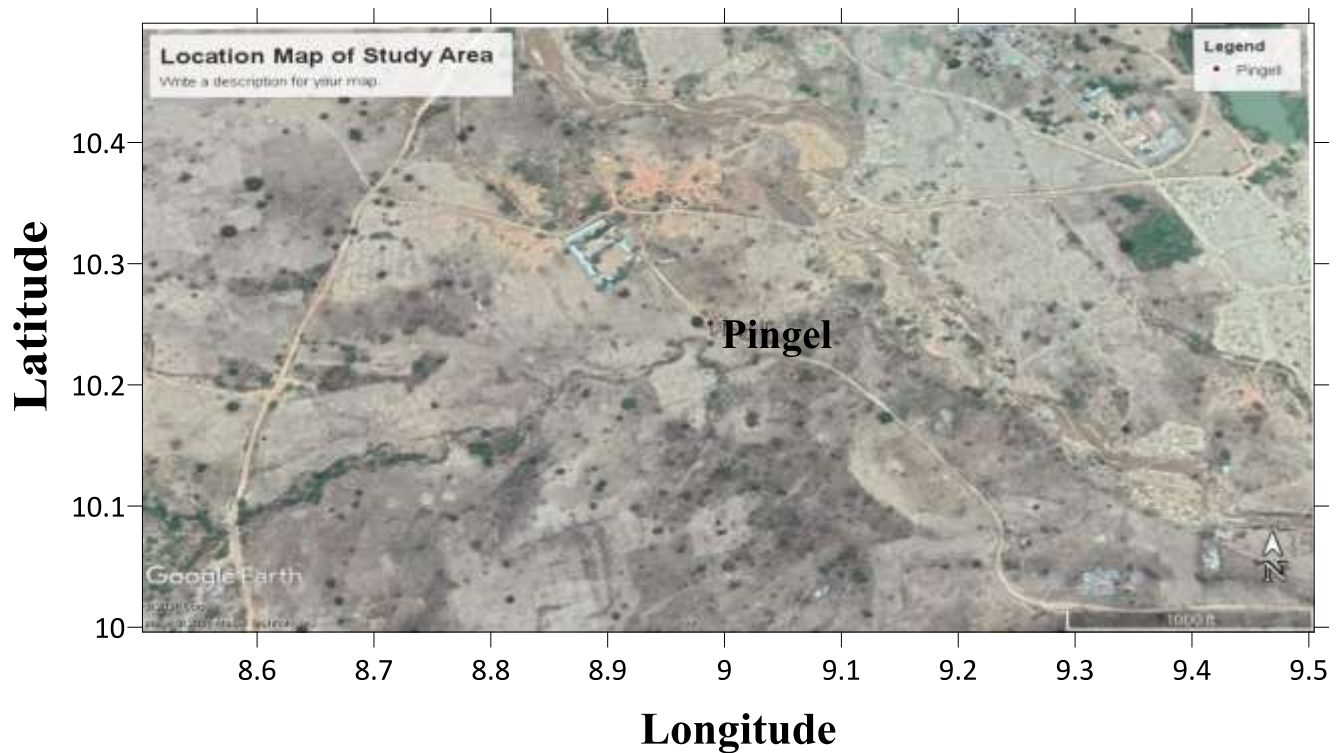 Location Map of Study Area
Write a description for your map.
Legend
Pingell
10.4
10.3
10.2
10.1
10
Latitude
Pingel
Google Earth
N
1000 ft
8.6 8.7 8.8 8.9 9 9.1 9.2 9.3 9.4 9.5
Longitude